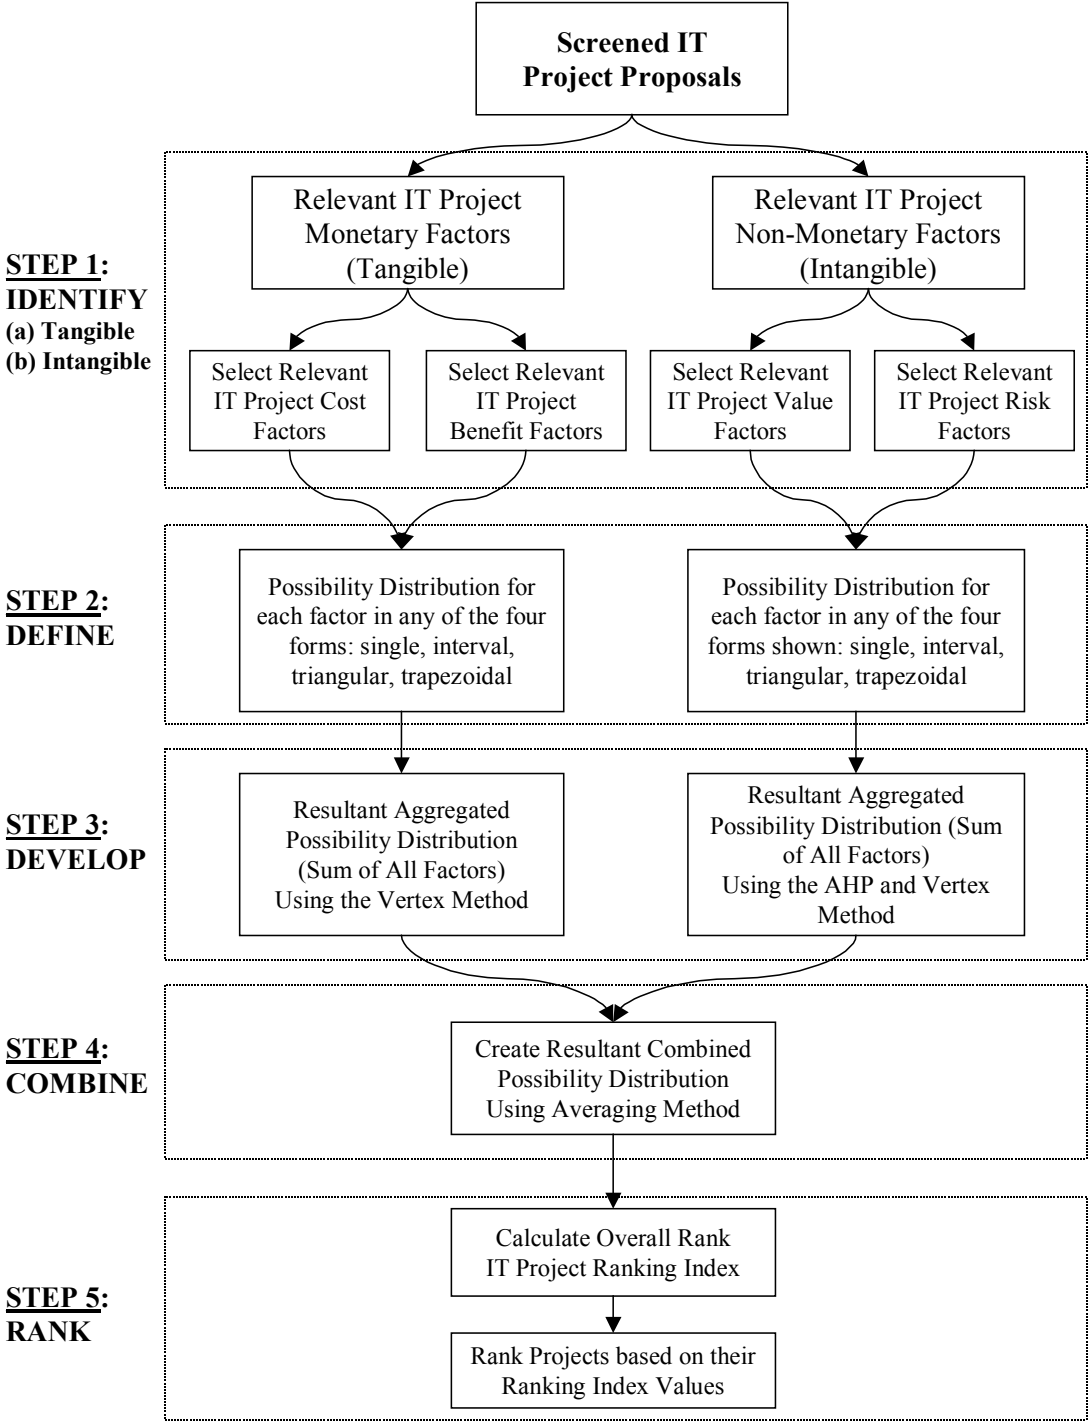 Screened IT
Project Proposals
STEP 1:
IDENTIFY
(a) Tangible
(b) Intangible
Relevant IT Project
Monetary Factors
(Tangible)
Relevant IT Project
Non-Monetary Factors
(Intangible)
Select Relevant
IT Project Cost
Factors
Select Relevant
IT Project
Benefit Factors
Select Relevant
IT Project Value
Factors
Select Relevant
IT Project Risk
Factors
STEP 2:
DEFINE
Possibility Distribution for
each factor in any of the four
forms: single, interval,
triangular, trapezoidal
Possibility Distribution for
each factor in any of the four
forms shown: single, interval,
triangular, trapezoidal
STEP 3:
DEVELOP
Resultant Aggregated
Possibility Distribution
(Sum of All Factors)
Using the Vertex Method
Resultant Aggregated
Possibility Distribution (Sum
of All Factors)
Using the AHP and Vertex
Method
STEP 4:
COMBINE
Create Resultant Combined
Possibility Distribution
Using Averaging Method
STEP 5:
RANK
Calculate Overall Rank
IT Project Ranking Index
Rank Projects based on their
Ranking Index Values